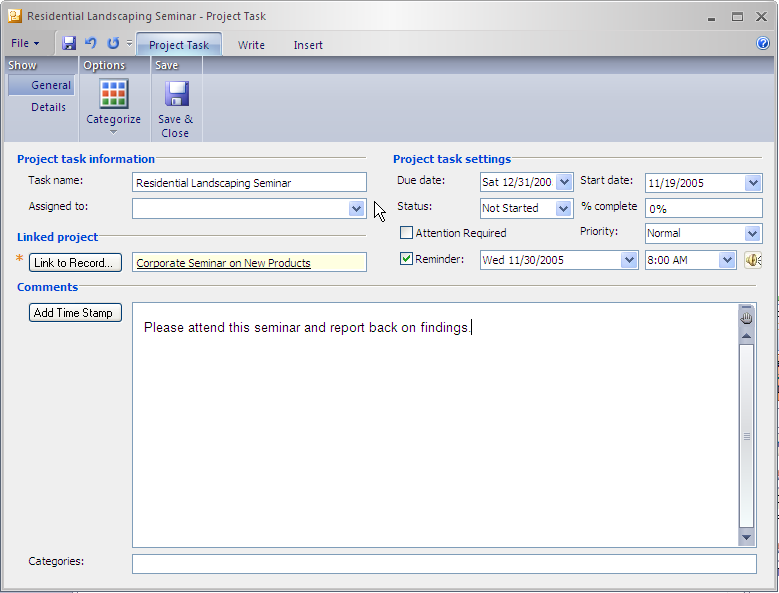 Residential Landscaping Seminar - Project Task
File Project Task Write Insert
Show Options Save
General
Details
Categorize
Save &
Close
Project task information
Task name: Residential Landscaping Seminar
Assigned to:
Linked project
* Link to Record... Corporate Seminar on New Products
Project task settings
Due date: Sat 12/31/200 Start date: 11/19/2005
Status: Not Started % complete 0%
Attention Required Priority: Normal
Reminder: Wed 11/30/2005 8:00 AM
Comments
Add Time Stamp
Please attend this seminar and report back on findings.
Categories: